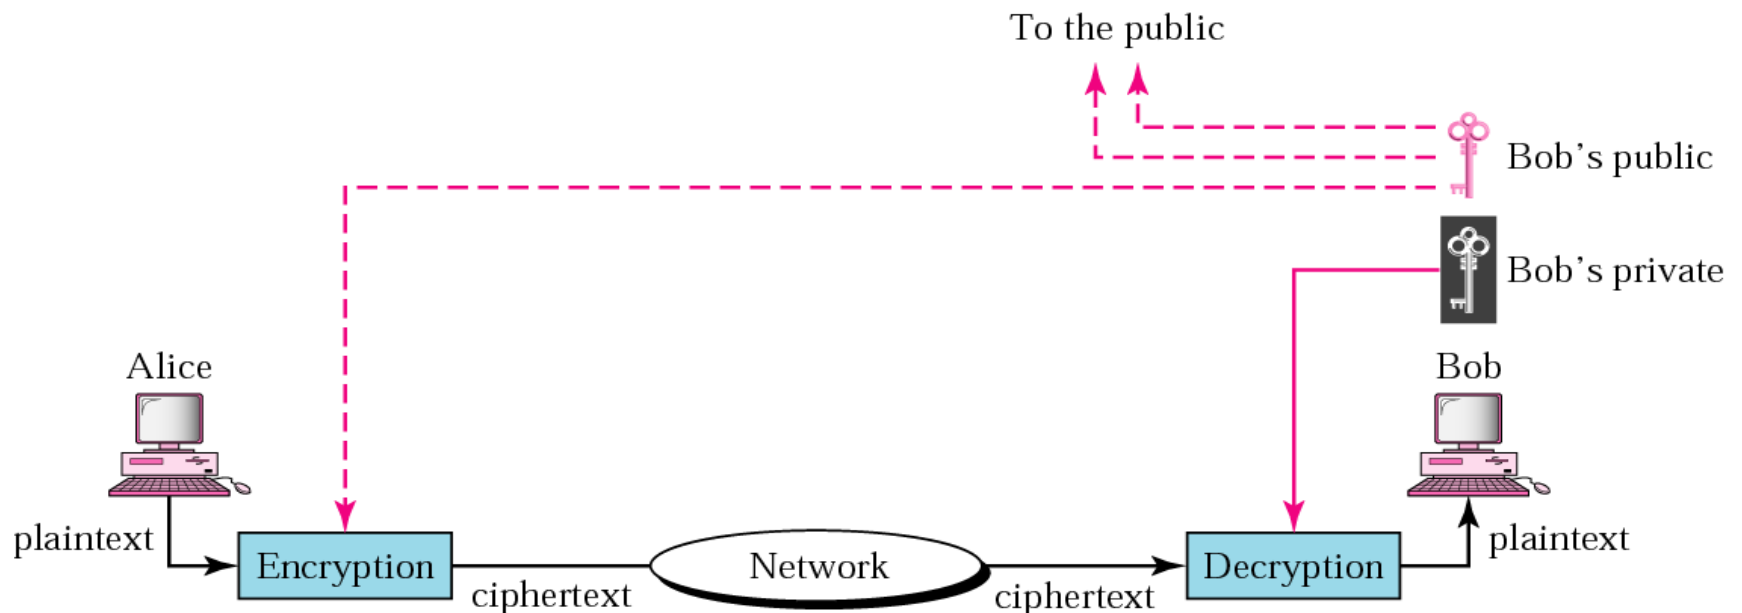 To the public
Bob's public
Bob's private
Alice
Bob
plaintext
Encryption
ciphertext
Network
ciphertext
Decryption
plaintext